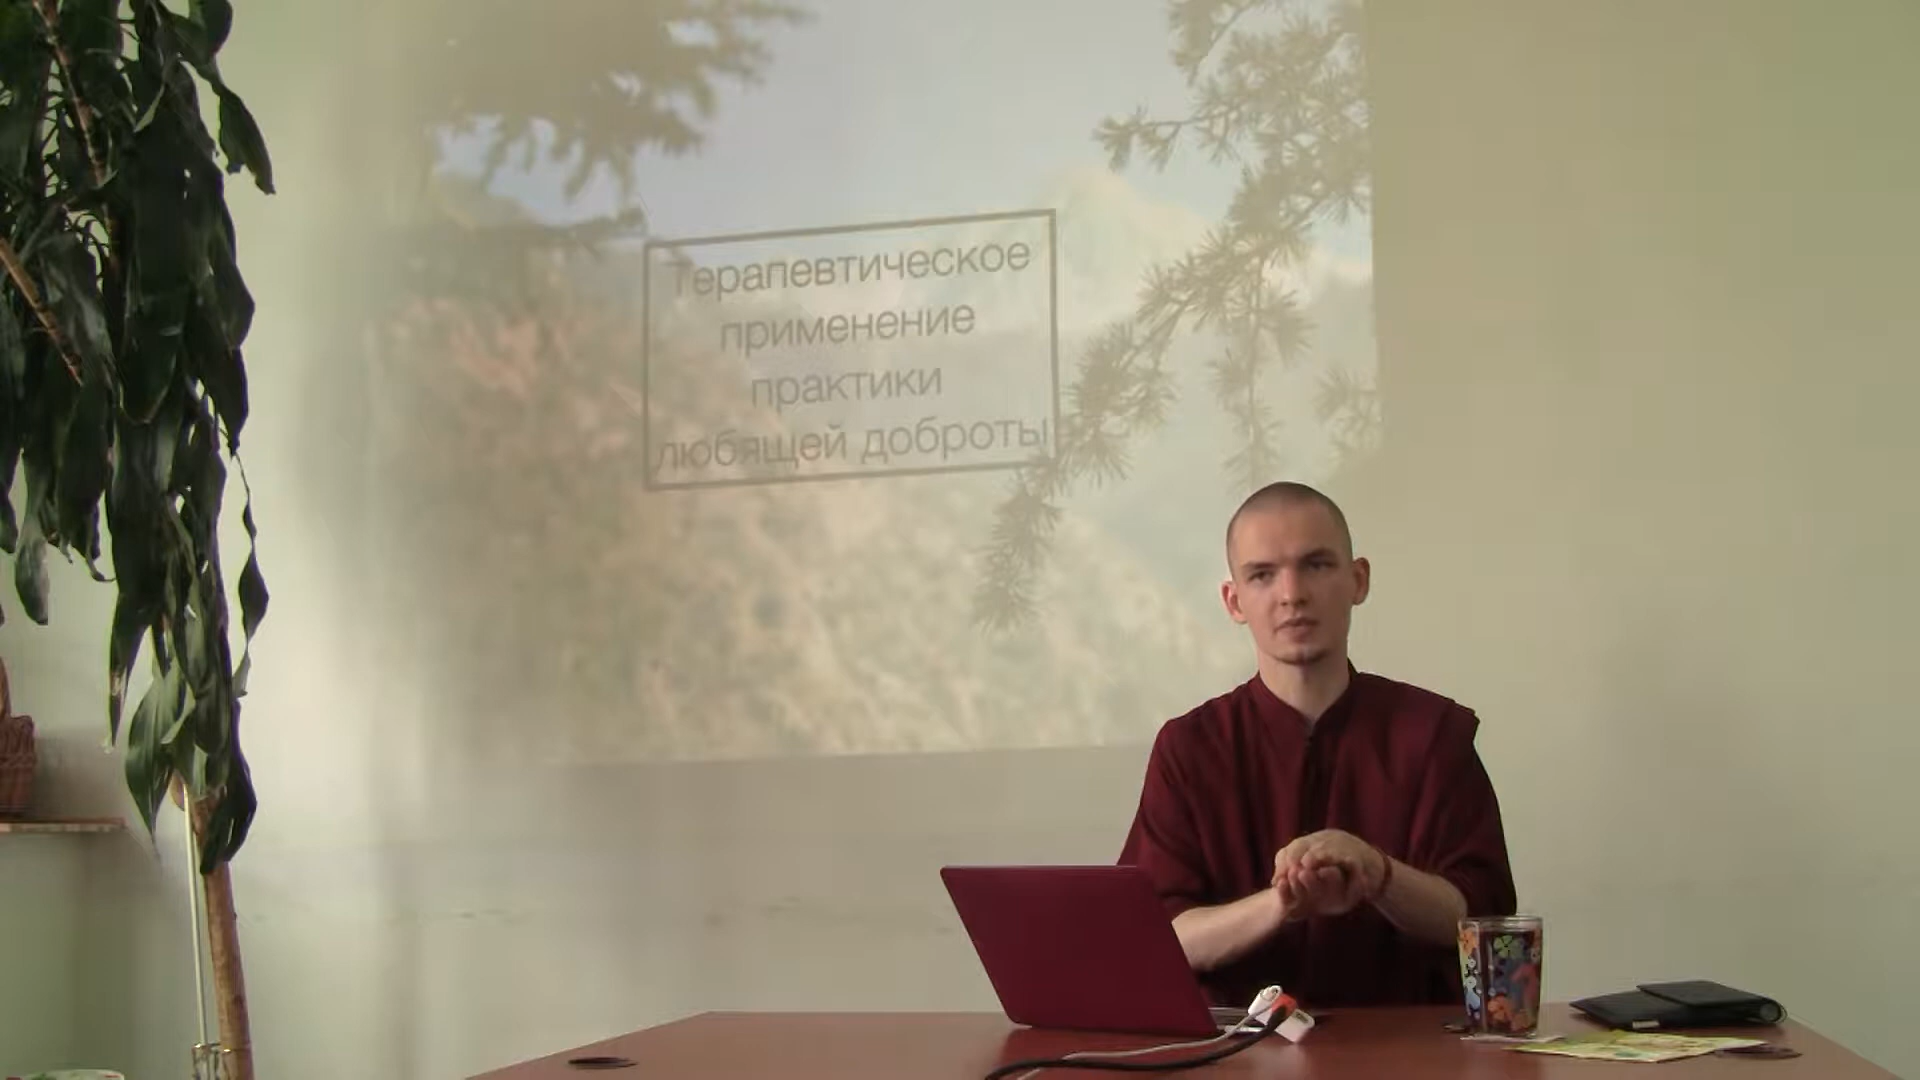 Терапевтическое
применение
практики
любящей доброты